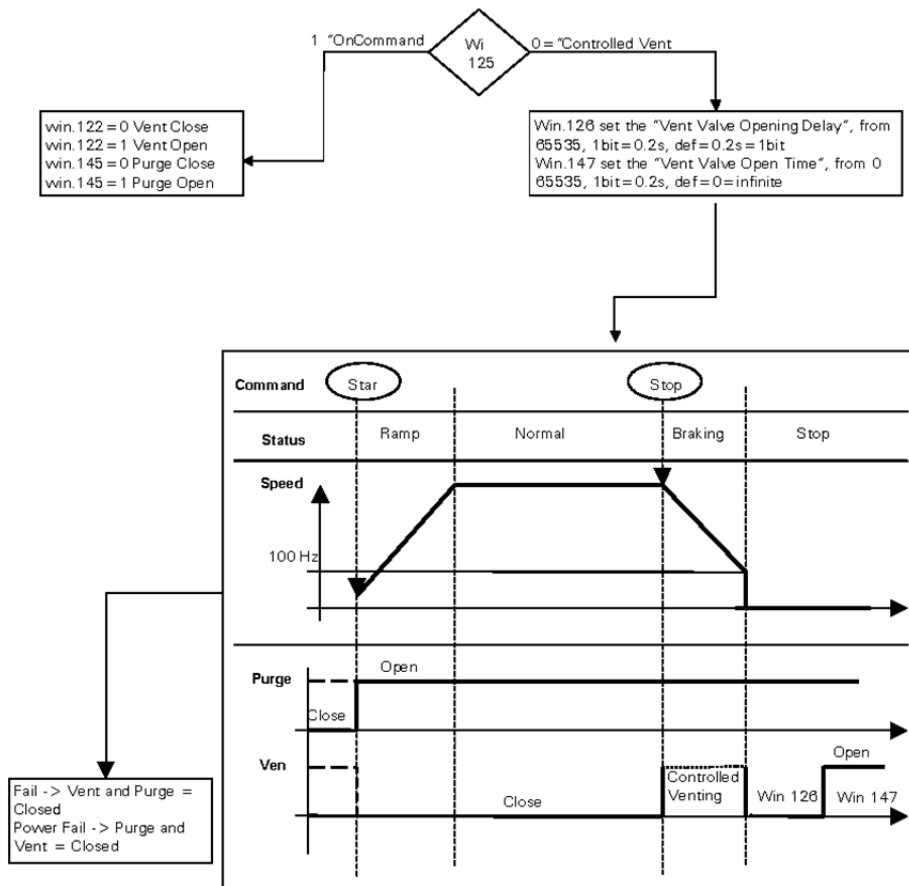 1 "OnCommand
Wi
125
0= "Controlled Vent
win.122=0 Vent Close
win.122=1 Vent Open
win.145=0 Purge Close
win.145=1 Purge Open
Win.126 set the "Vent Valve Opening Delay", from
65535, 1bit=0.2s, def=0.2s=1bit
Win.147 set the "Vent Valve Open Time", from 0
65535, 1bit=0.2s, def=0=infinite
Command
Star
Stop
Status
Ramp
Normal
Braking
Stop
Speed
100 Hz
Purge
Open
Close
Ven
Close
Controlled
Venting
Win 126
Open
Win 147
Fail -> Vent and Purge =
Closed
Power Fail -> Purge and
Vent = Closed